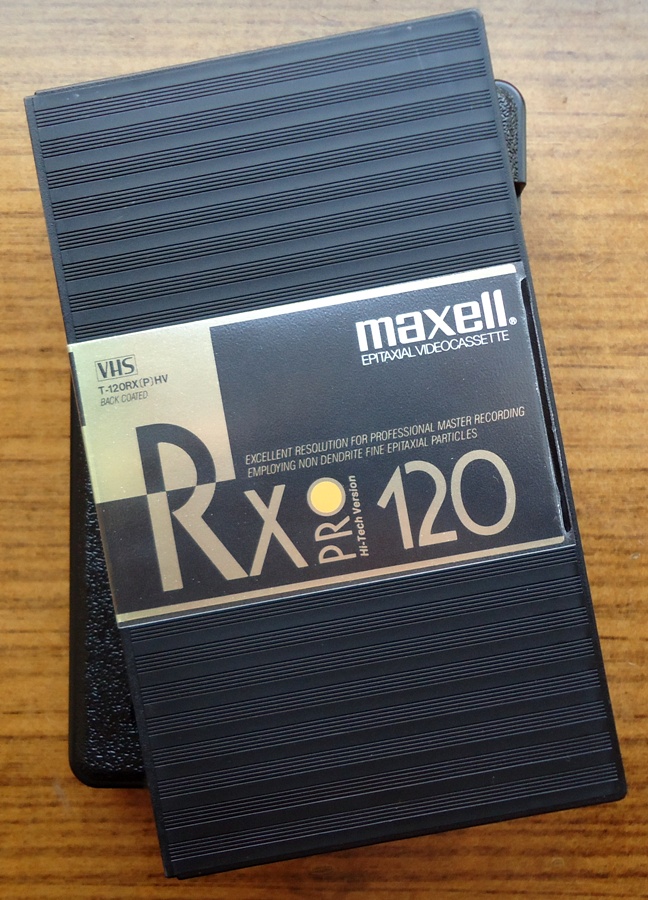 maxell®
EPITAXIAL VIDEOCASSETTE
VHS
T-120RX(P)HV
BACK COATED
EXCELLENT RESOLUTION FOR PROFESSIONAL MASTER RECORDING
EMPLOYING NON DENDRITE FINE EPITAXIAL PARTICLES
Rx PRO 120
Hi-Tech Version